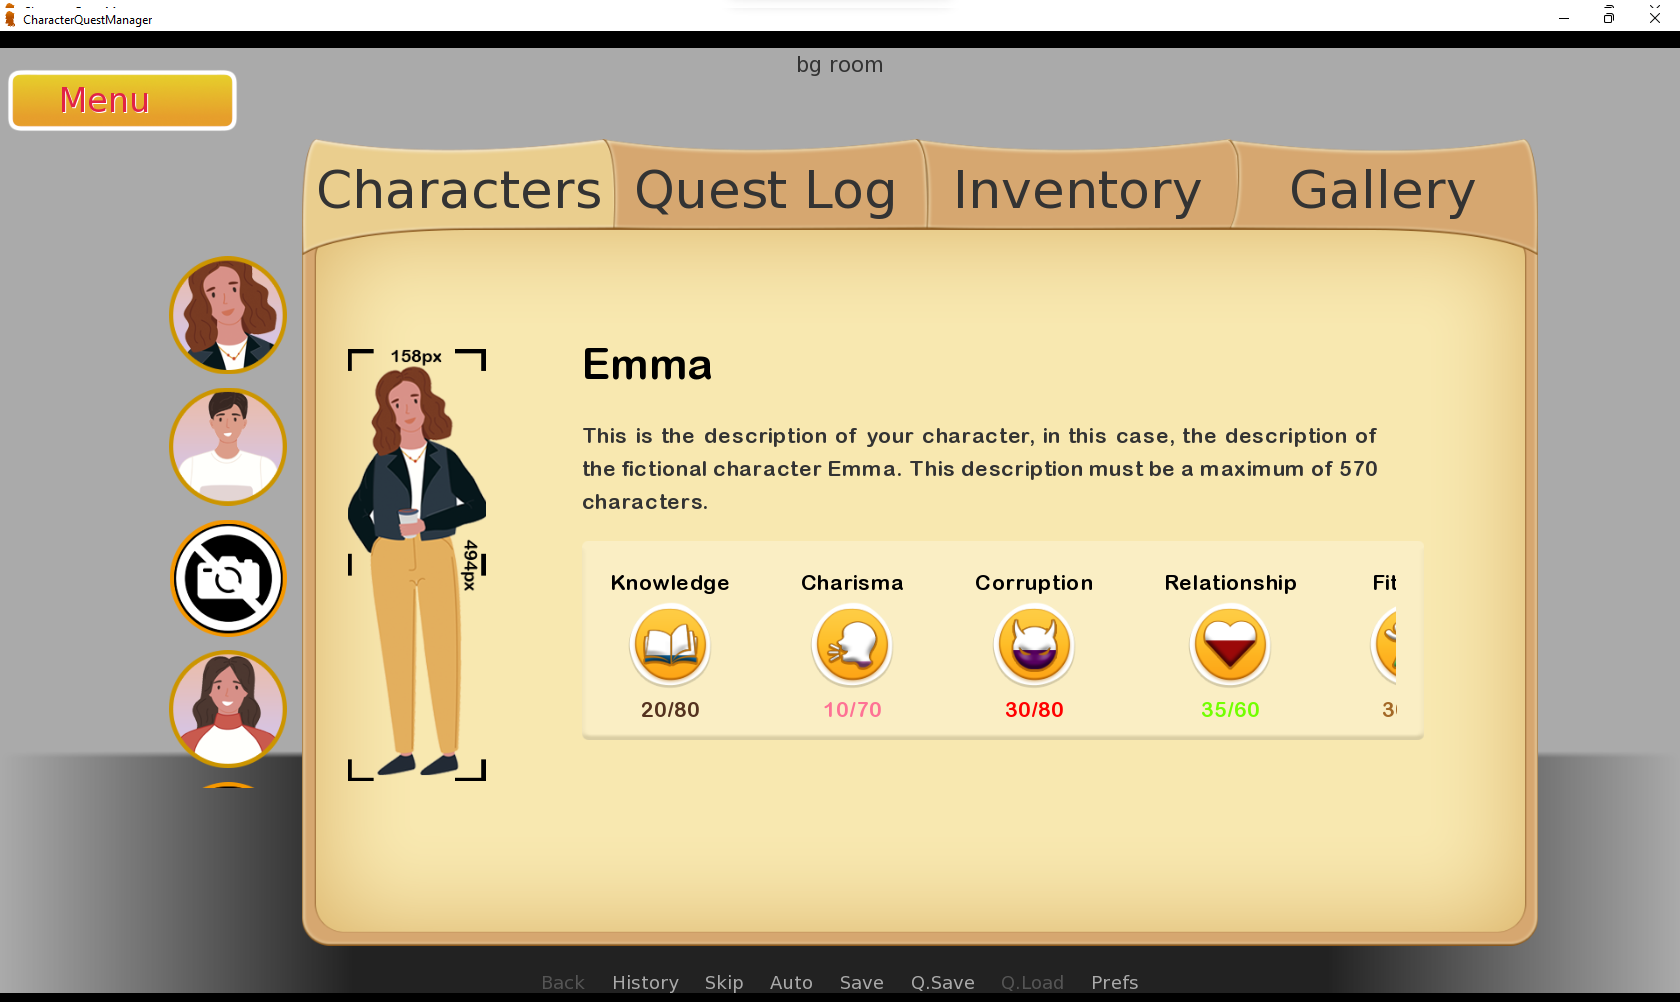 CharacterQuestManager
bg room
Menu
Characters Quest Log Inventory Gallery
158px
494px
Emma
This is the description of your character, in this case, the description of
the fictional character Emma. This description must be a maximum of 570
characters.
Knowledge Charisma Corruption Relationship Fit
20/80 10/70 30/80 35/60
Back History Skip Auto Save Q.Save Q.Load Prefs